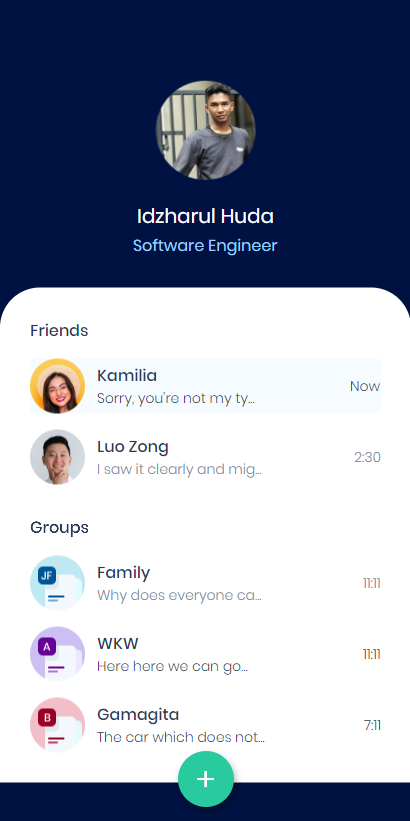 Idzharul Huda
Software Engineer
Friends
Kamilia
Now
Sorry, you're not my ty...
Luo Zong
2:30
I saw it clearly and mig...
Groups
JF
Family
11:11
Why does everyone ca...
A
WKW
11:11
Here here we can go...
B
Gamagita
7:11
The car which does not...
+